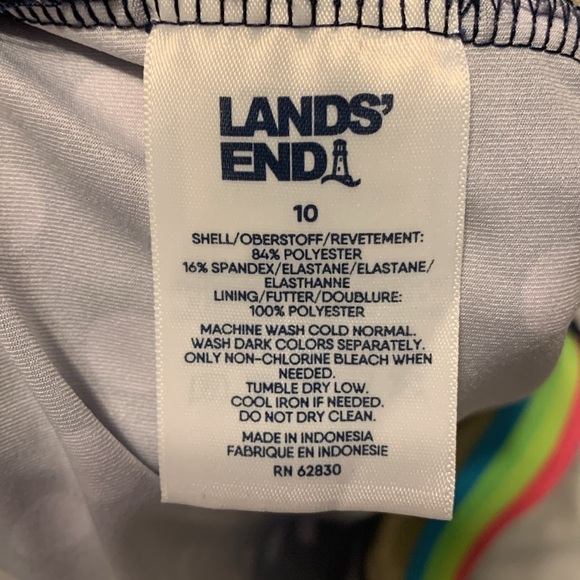 LANDS'
END
10
SHELL/OBERSTOFF/REVETEMENT:
84% POLYESTER
16% SPANDEX/ELASTANE/ELASTANE/
ELASTHANNE
LINING/FUTTER/DOUBLURE:
100% POLYESTER
MACHINE WASH COLD NORMAL.
WASH DARK COLORS SEPARATELY.
ONLY NON-CHLORINE BLEACH WHEN
NEEDED.
TUMBLE DRY LOW.
COOL IRON IF NEEDED.
DO NOT DRY CLEAN.
MADE IN INDONESIA
FABRIQUE EN INDONESIE
RN 62830